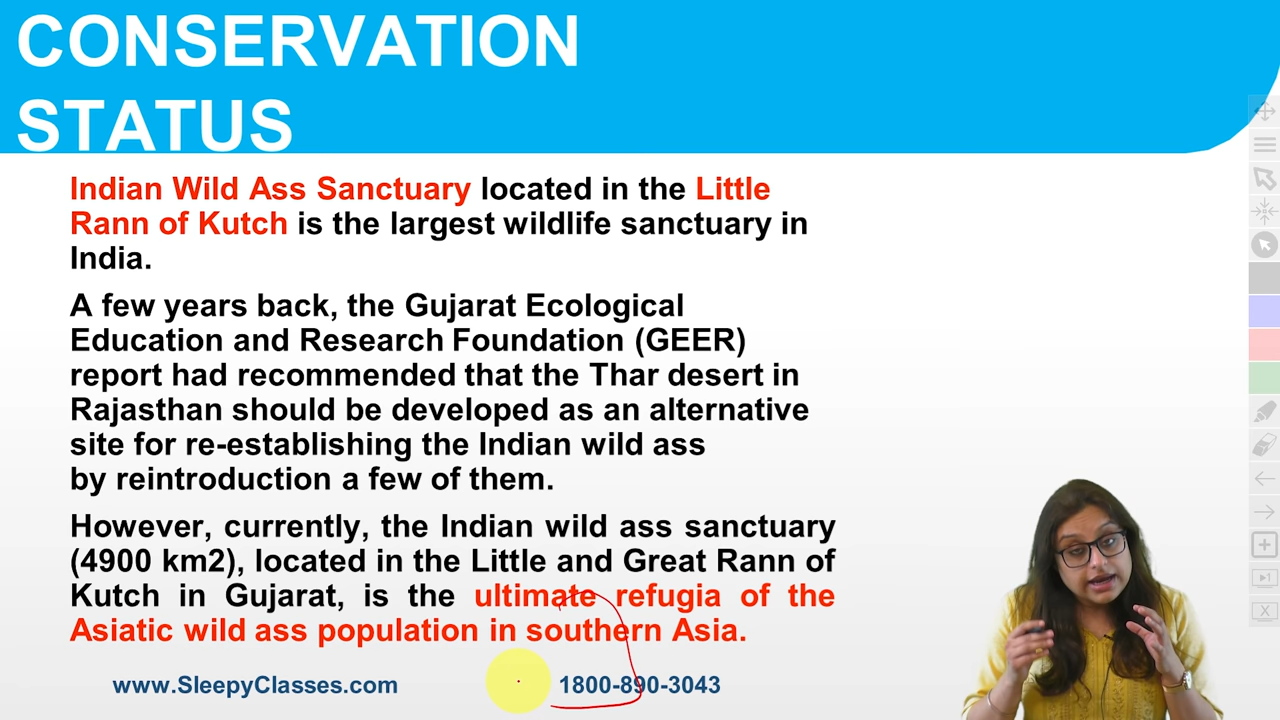 CONSERVATION
STATUS
Indian Wild Ass Sanctuary located in the Little
Rann of Kutch is the largest wildlife sanctuary in
India.
A few years back, the Gujarat Ecological
Education and Research Foundation (GEER)
report had recommended that the Thar desert in
Rajasthan should be developed as an alternative
site for re-establishing the Indian wild ass
by reintroduction a few of them.
However, currently, the Indian wild ass sanctuary
(4900 km2), located in the Little and Great Rann of
Kutch in Gujarat, is the ultimate refugia of the
Asiatic wild ass population in southern Asia.
www.SleepyClasses.com
1800-890-3043